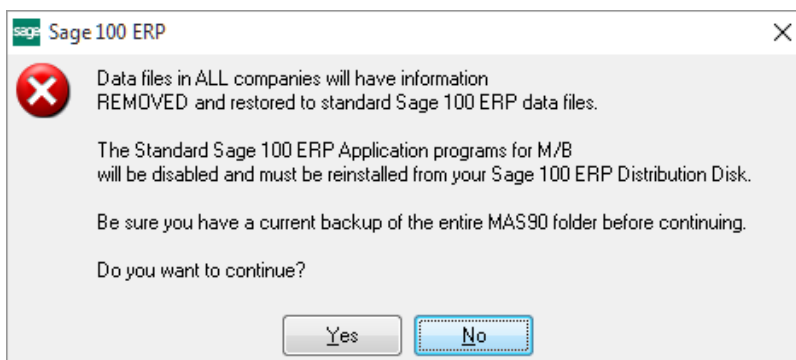 sage Sage 100 ERP
Data files in ALL companies will have information
REMOVED and restored to standard Sage 100 ERP data files.
The Standard Sage 100 ERP Application programs for M/B
will be disabled and must be reinstalled from your Sage 100 ERP Distribution Disk.
Be sure you have a current backup of the entire MAS90 folder before continuing.
Do you want to continue?
Yes No